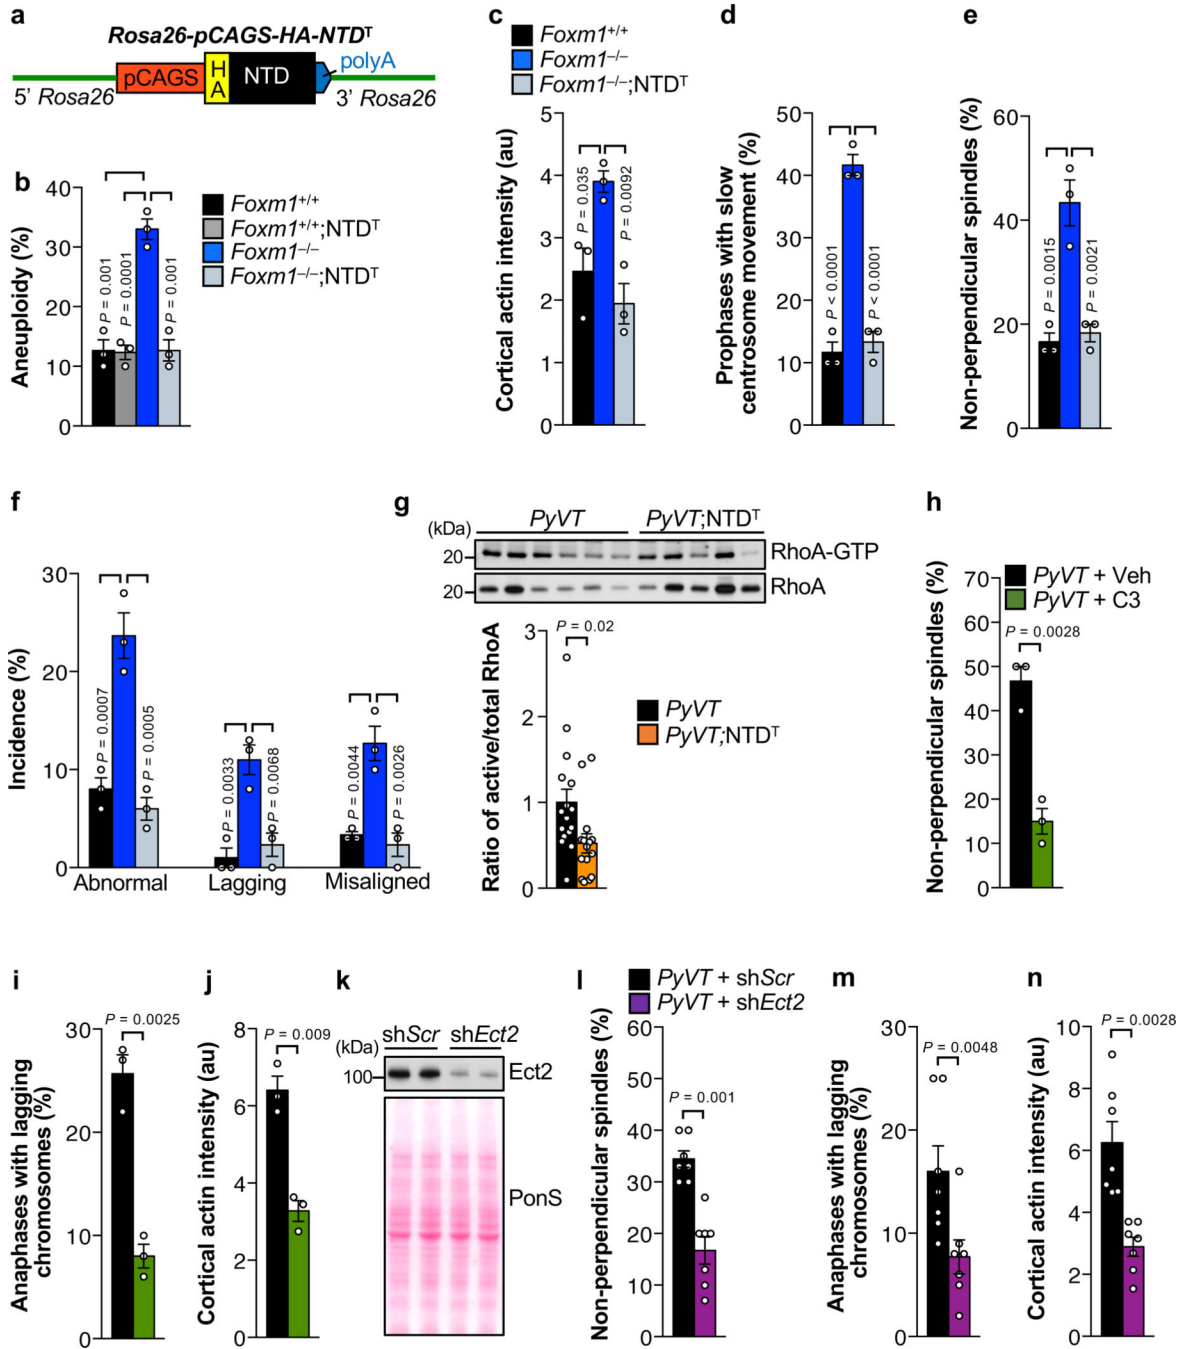 a
Rosa26-pCAGS-HA-NTDᵀ
pCAGS
H
A
NTD
polyA
5' Rosa26
3' Rosa26
b
Aneuploidy (%)
40
30
20
10
0
P = 0.001
P = 0.0001
P = 0.001
Foxm1⁺/⁺
Foxm1⁺/⁺;NTDᵀ
Foxm1⁻/⁻
Foxm1⁻/⁻;NTDᵀ
c
Foxm1⁺/⁺
Foxm1⁻/⁻
Foxm1⁻/⁻;NTDᵀ
Cortical actin intensity (au)
5
4
3
2
1
0
P = 0.035
P = 0.0092
d
Prophases with slow
centrosome movement (%)
50
40
30
20
10
0
P < 0.0001
P < 0.0001
e
Non-perpendicular spindles (%)
60
40
20
0
P = 0.0015
P = 0.0021
f
Incidence (%)
30
20
10
0
P = 0.0007
P = 0.0005
P = 0.0033
P = 0.0068
P = 0.0044
P = 0.0026
Abnormal
Lagging
Misaligned
g
(kDa)
PyVT
PyVT;NTDᵀ
20
RhoA-GTP
20
RhoA
Ratio of active/total RhoA
3
2
1
0
P = 0.02
PyVT
PyVT;NTDᵀ
h
Non-perpendicular spindles (%)
70
60
50
40
30
20
10
0
PyVT + Veh
PyVT + C3
P = 0.0028
i
Anaphases with lagging
chromosomes (%)
30
20
10
0
P = 0.0025
j
Cortical actin intensity (au)
8
6
4
2
0
P = 0.009
k
shScr
shEct2
(kDa)
100
Ect2
PonS
l
PyVT + shScr
PyVT + shEct2
Non-perpendicular spindles (%)
60
50
40
30
20
10
0
P = 0.001
m
Anaphases with lagging
chromosomes (%)
30
20
10
0
P = 0.0048
n
Cortical actin intensity (au)
10
8
6
4
2
0
P = 0.0028